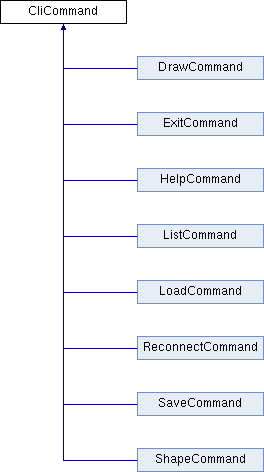 CliCommand
DrawCommand
ExitCommand
HelpCommand
ListCommand
LoadCommand
ReconnectCommand
SaveCommand
ShapeCommand